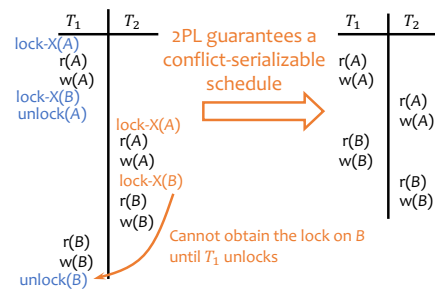 T₁ T₂
lock-X(A)
r(A)
w(A)
lock-X(B)
unlock(A)
lock-X(A)
r(A)
w(A)
lock-X(B)
r(B)
w(B)
r(B)
w(B)
unlock(B)
2PL guarantees a
conflict-serializable
schedule
Cannot obtain the lock on B
until T₁ unlocks
T₁ T₂
r(A)
w(A)
r(A)
w(A)
r(B)
w(B)
r(B)
w(B)